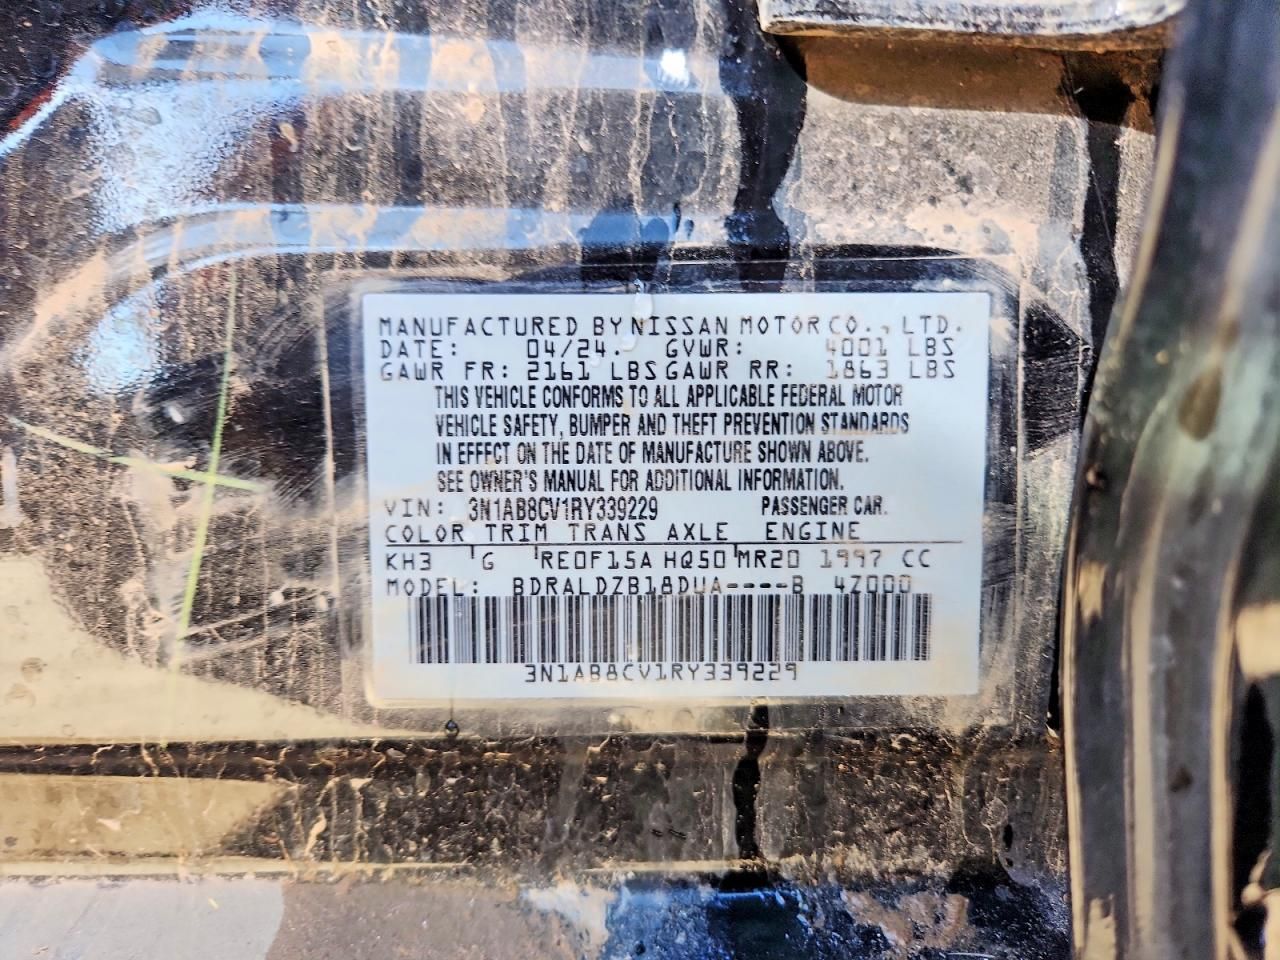 MANUFACTURED BY NISSAN MOTOR CO., LTD.
DATE: 04/24 GVWR: 4001 LBS
GAWR FR: 2161 LBS GAWR RR: 1863 LBS
THIS VEHICLE CONFORMS TO ALL APPLICABLE FEDERAL MOTOR
VEHICLE SAFETY, BUMPER AND THEFT PREVENTION STANDARDS
IN EFFECT ON THE DATE OF MANUFACTURE SHOWN ABOVE.
SEE OWNER'S MANUAL FOR ADDITIONAL INFORMATION.
VIN: 3N1AB8CV1RY339229 PASSENGER CAR.
COLOR TRIM TRANS AXLE ENGINE
KH3 G RE0F15A HQ50 MR20 1997 CC
MODEL: BDRALDZB18DUA----B 4Z000
3N1AB8CV1RY339229